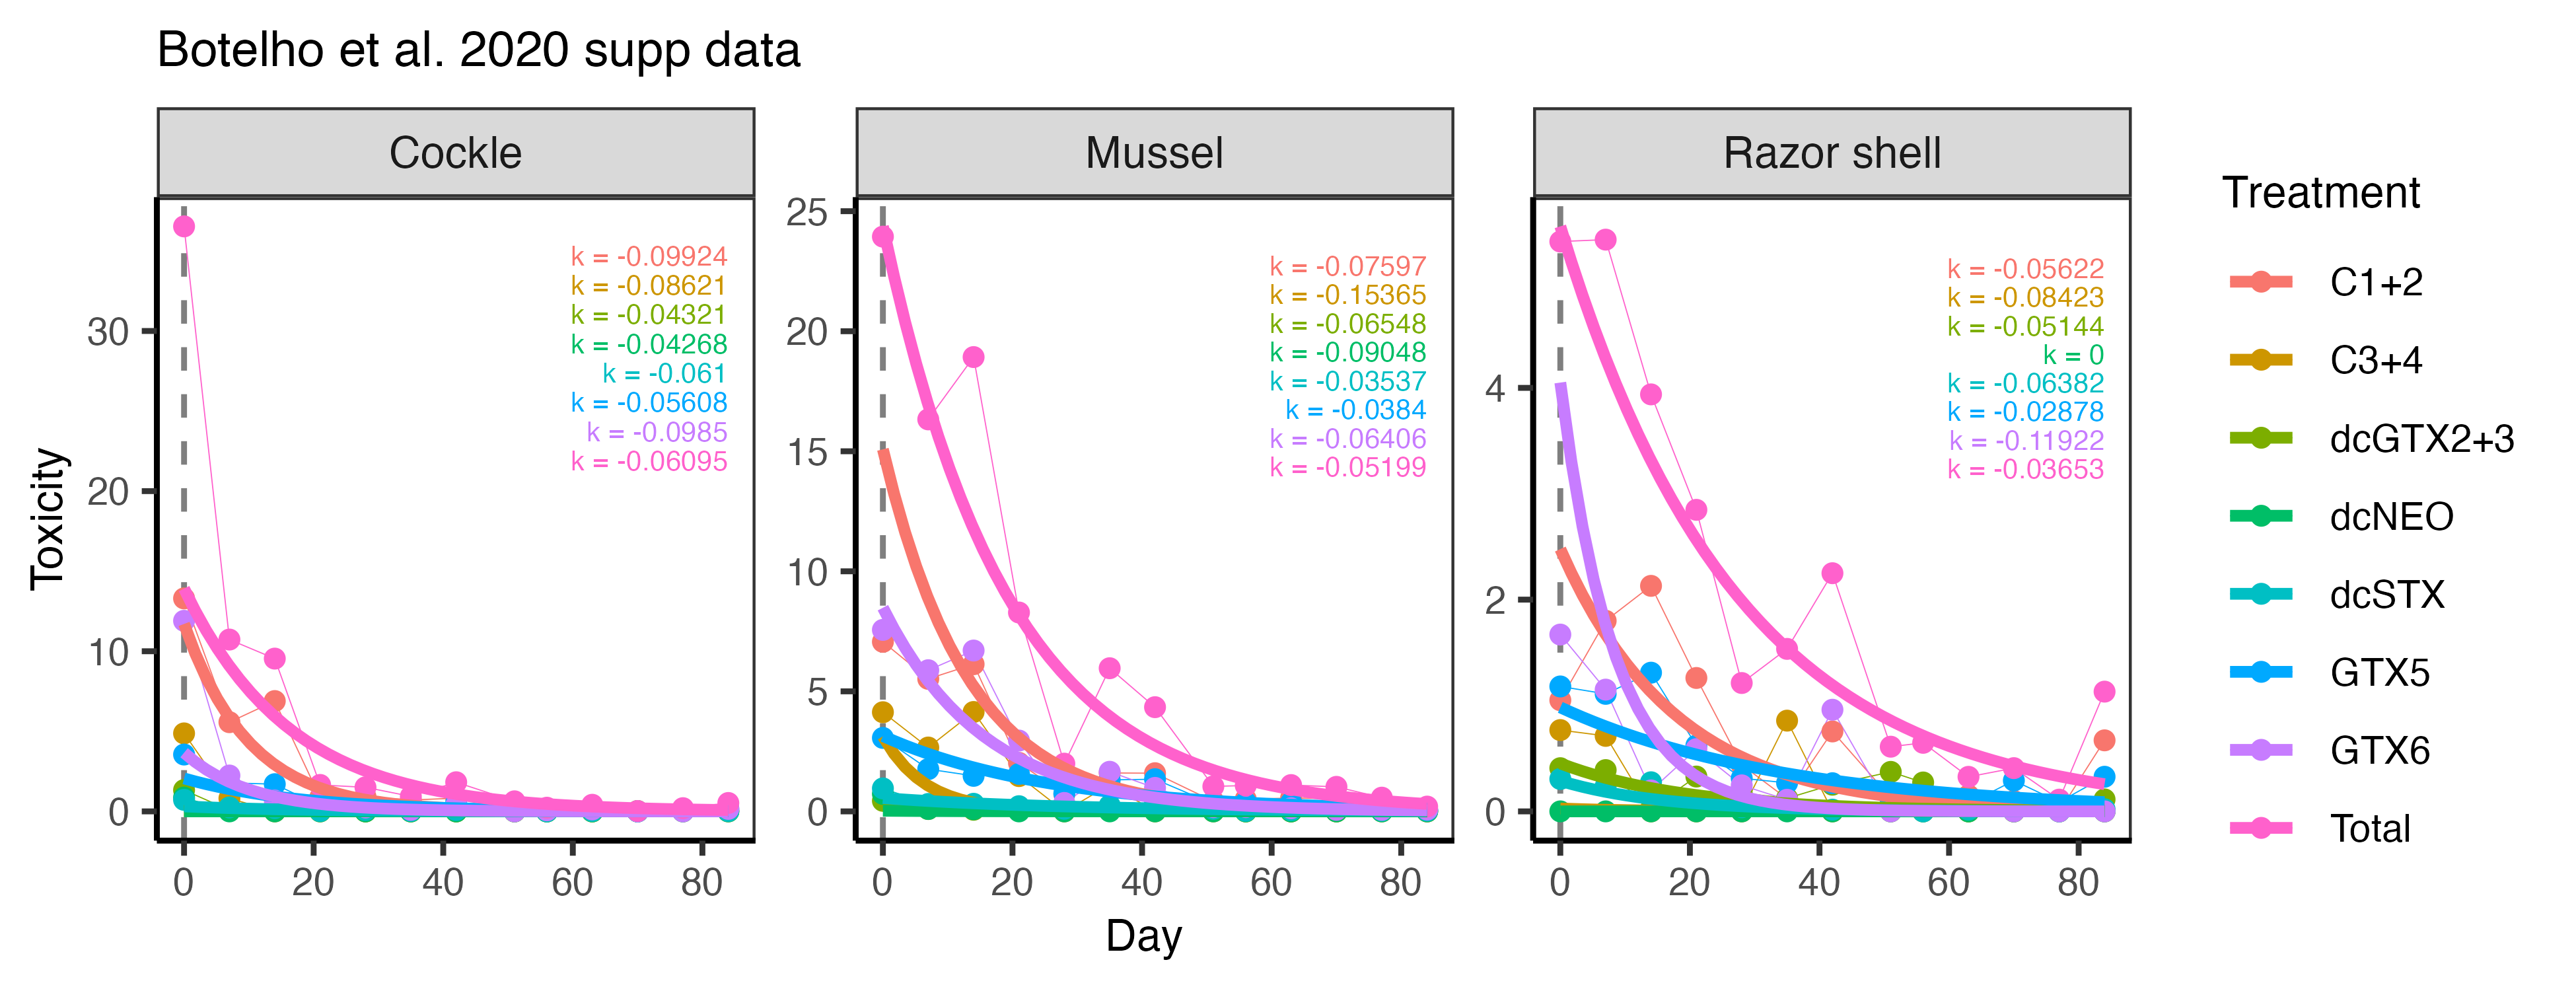 Botelho et al. 2020 supp data
Cockle
Mussel
Razor shell
Toxicity
30
20
10
0
k = -0.09924
k = -0.08621
k = -0.04321
k = -0.04268
k = -0.061
k = -0.05608
k = -0.0985
k = -0.06095
0 20 40 60 80
25
20
15
10
5
0
k = -0.07597
k = -0.15365
k = -0.06548
k = -0.09048
k = -0.03537
k = -0.0384
k = -0.06406
k = -0.05199
0 20 40 60 80
4
2
0
k = -0.05622
k = -0.08423
k = -0.05144
k = 0
k = -0.06382
k = -0.02878
k = -0.11922
k = -0.03653
0 20 40 60 80
Day
Treatment
C1+2
C3+4
dcGTX2+3
dcNEO
dcSTX
GTX5
GTX6
Total